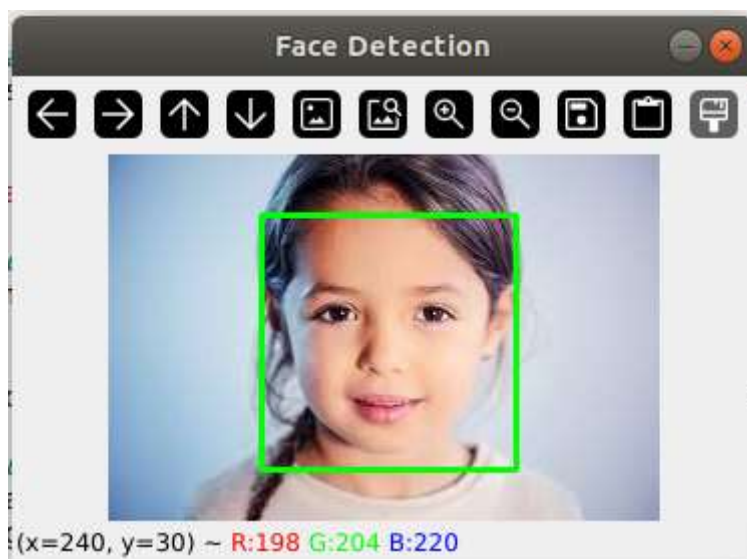 Face Detection
(x=240, y=30) ~ R:198 G:204 B:220